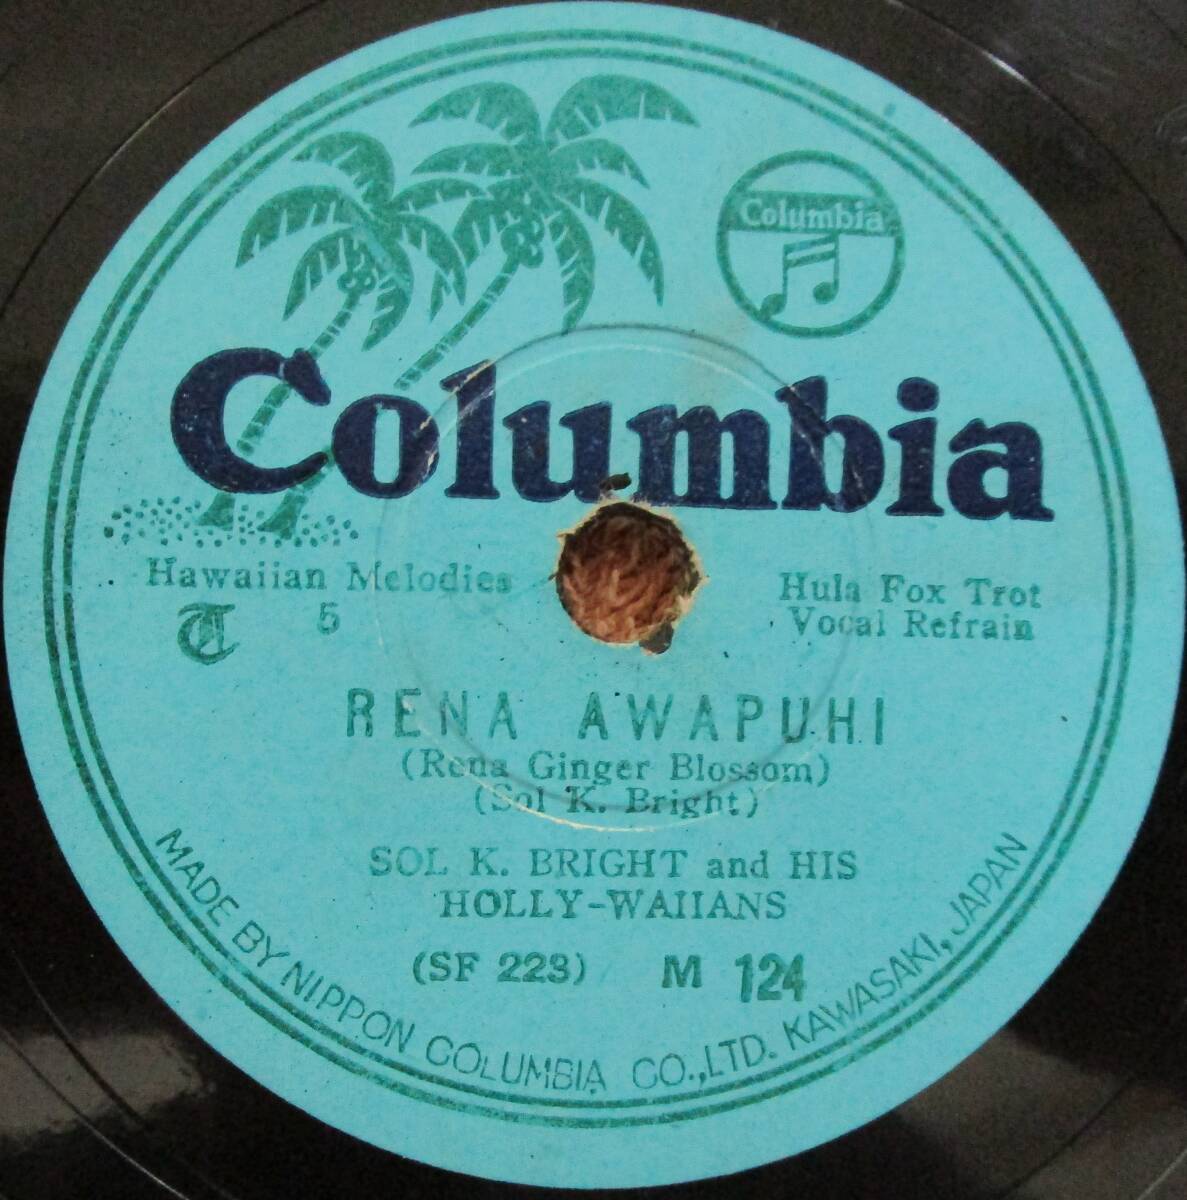 Columbia
Columbia
Hawaiian Melodies
Hula Fox Trot
T 5
Vocal Refrain
RENA AWAPUHI
(Rena Ginger Blossom)
(Sol K. Bright)
SOL K. BRIGHT and HIS
HOLLY-WAIIANS
(SF 223) M 124
MADE BY NIPPON COLUMBIA CO., LTD. KAWASAKI, JAPAN